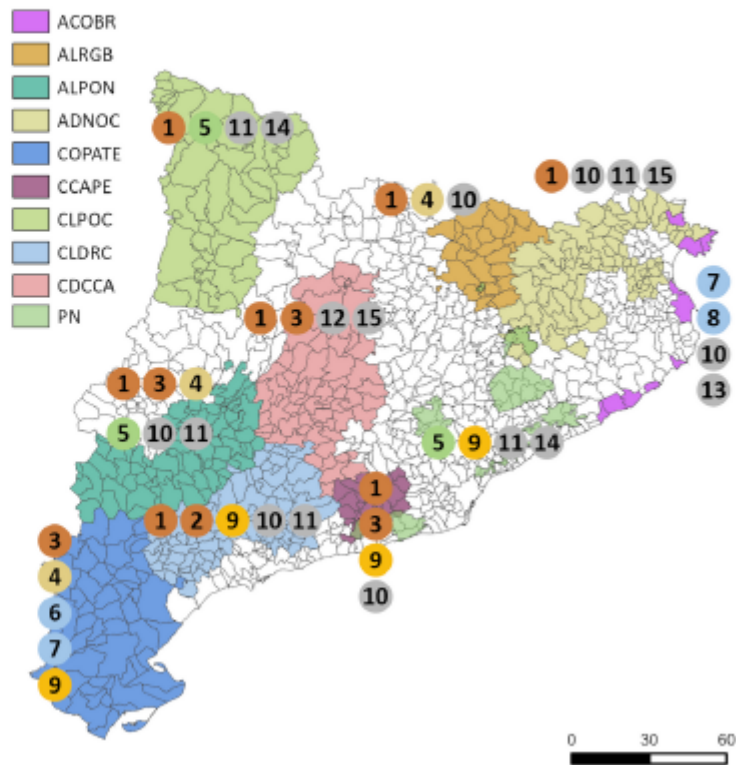 ACOBR
ALRGB
ALPON
ADNOC
COPATE
CCAPE
CLPOC
CLDRC
CDCCA
PN
1 5 11 14
1 4 10
1 10 11 15
7
8
10
13
1 3 12 15
1 3 4
5 10 11
5 9 11 14
1
3
9
10
1 2 9 10 11
3
4
6
7
9
0 30 60